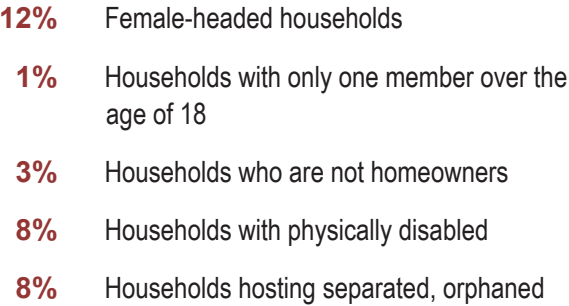 12% Female-headed households
1% Households with only one member over the
age of 18
3% Households who are not homeowners
8% Households with physically disabled
8% Households hosting separated, orphaned